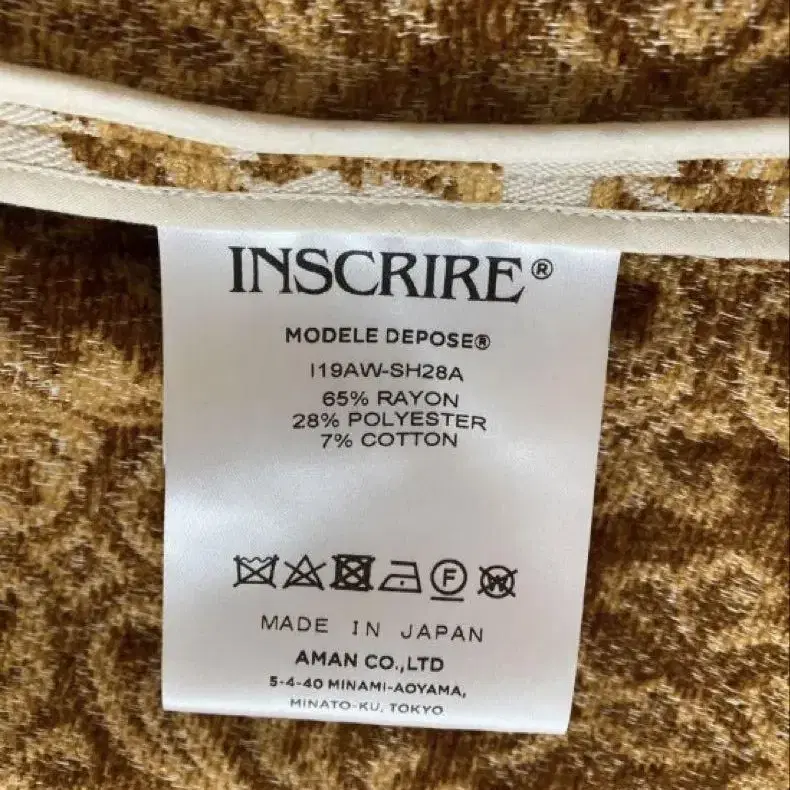 INSCRIRE®
MODELE DEPOSE®
I19AW-SH28A
65% RAYON
28% POLYESTER
7% COTTON
F W
MADE IN JAPAN
AMAN CO.,LTD
5-4-40 MINAMI-AOYAMA,
MINATO-KU, TOKYO